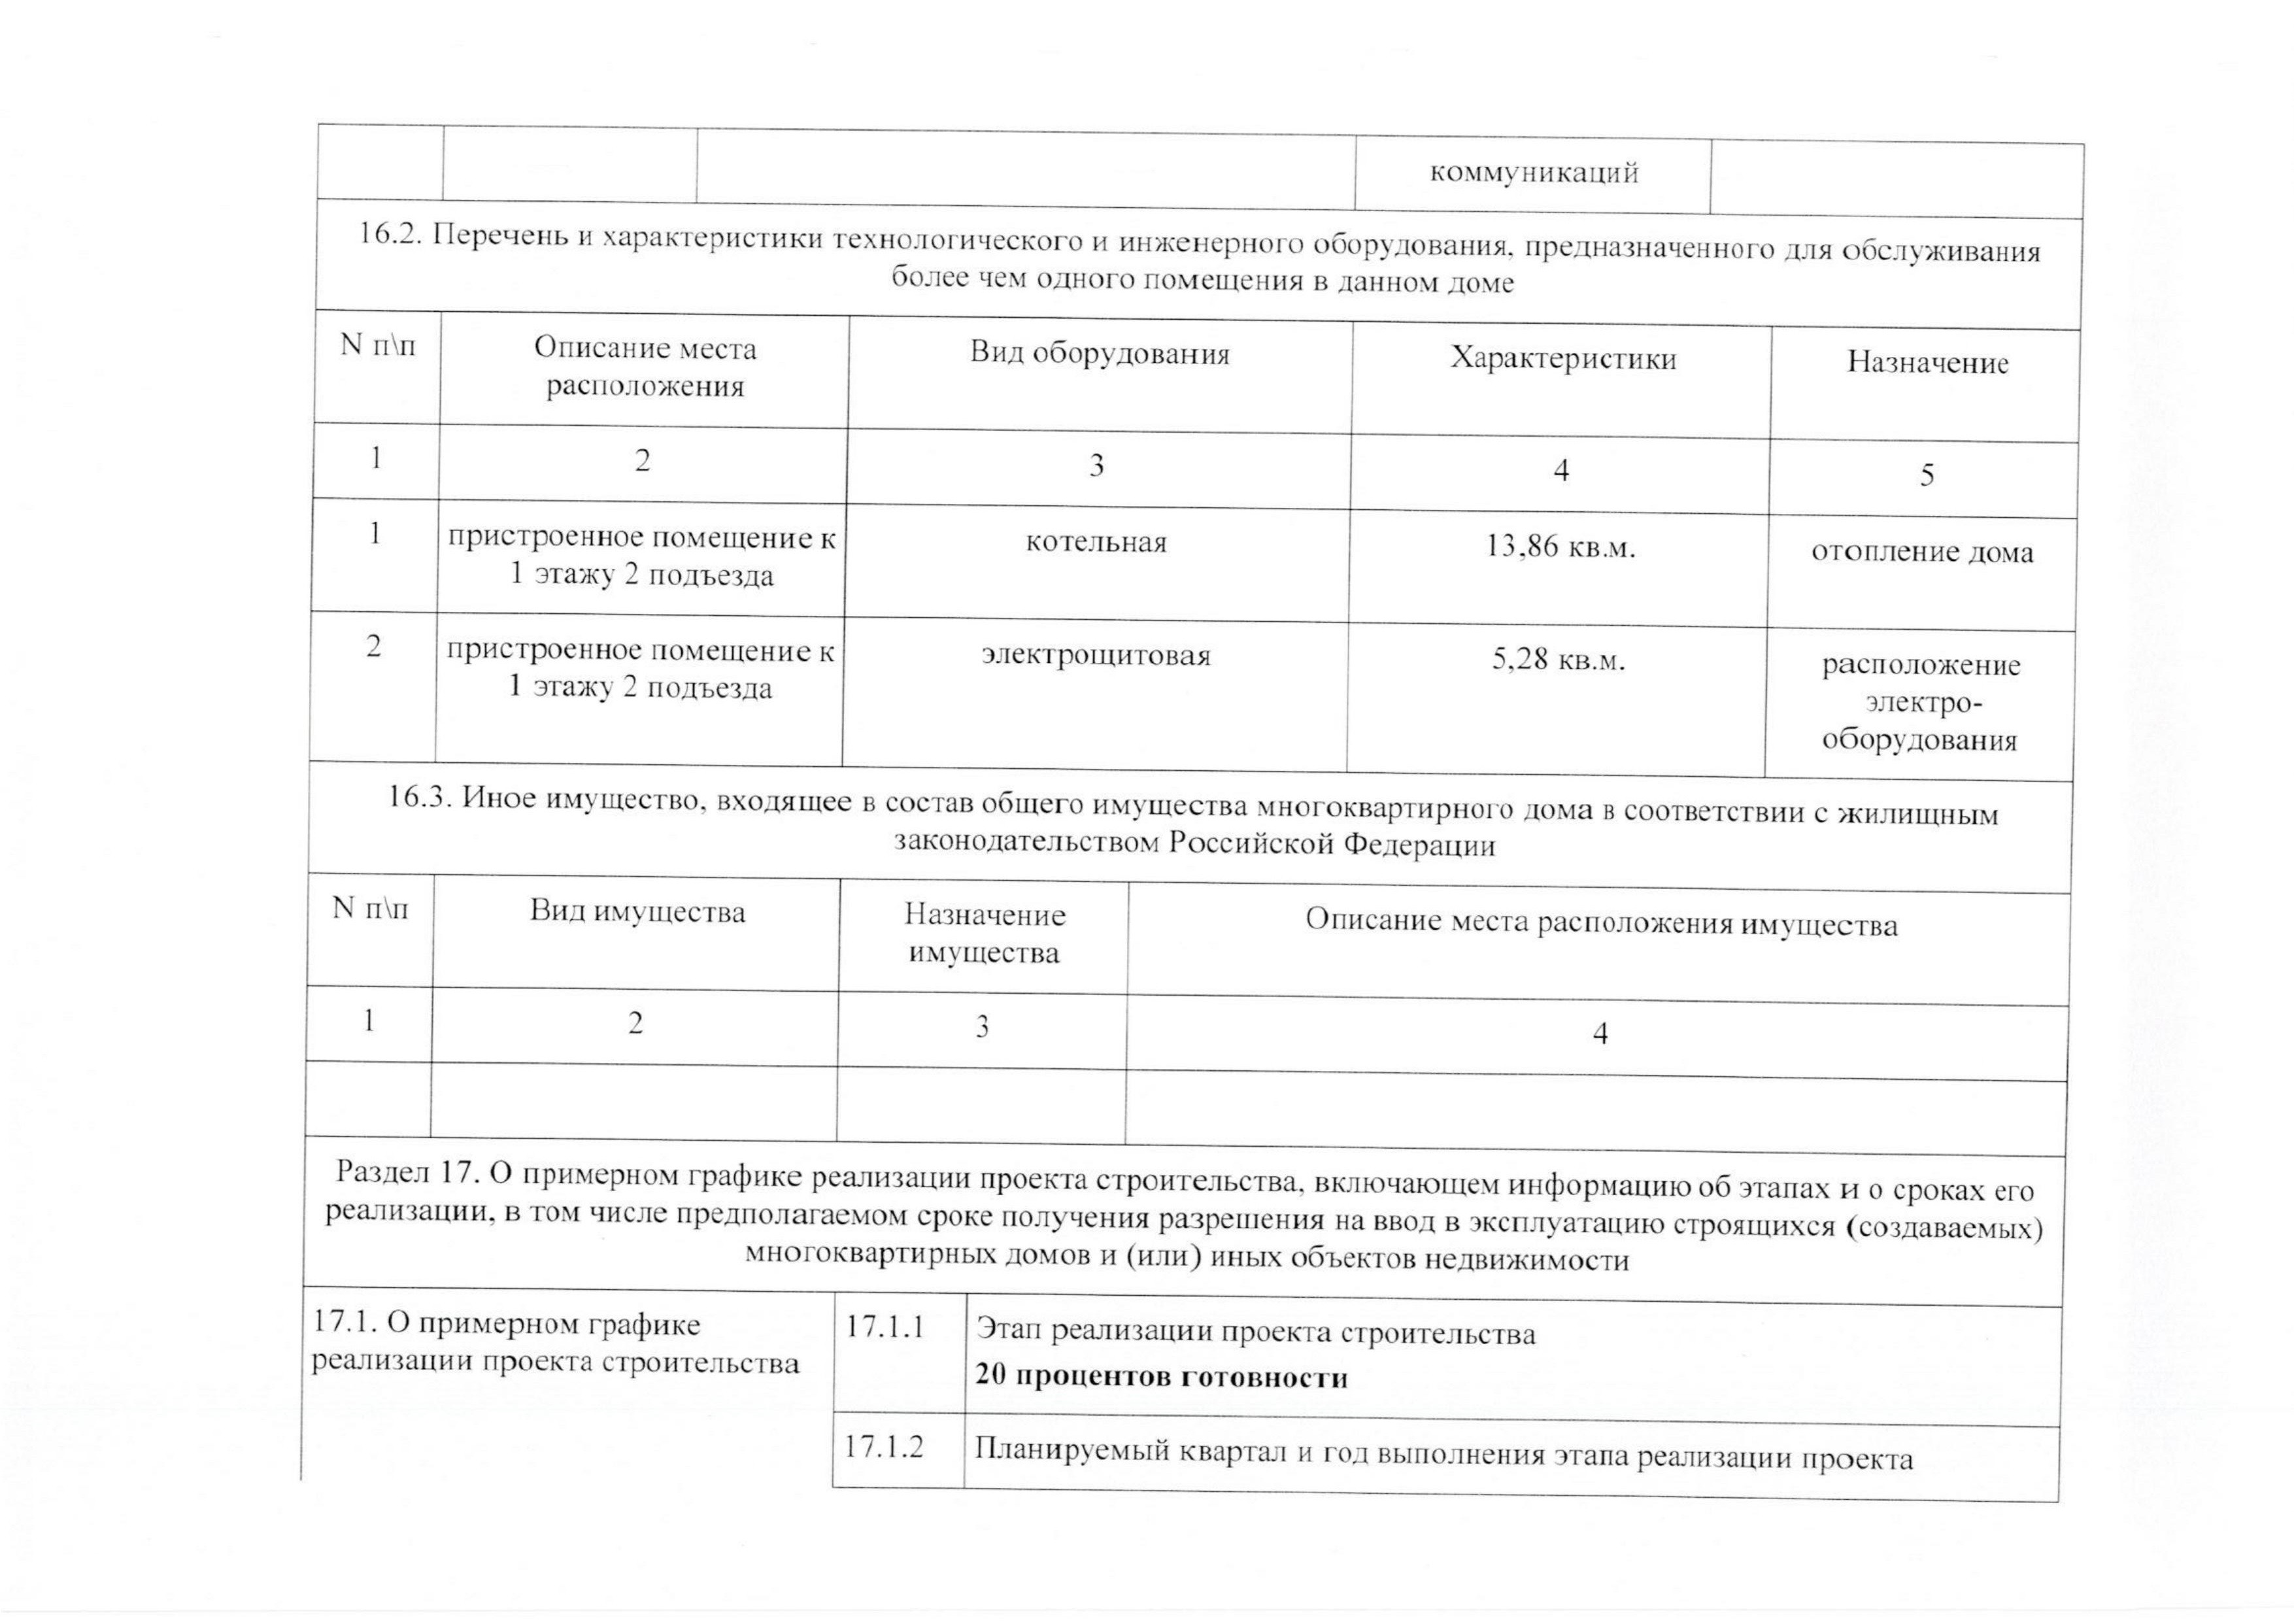 коммуникаций
16.2. Перечень и характеристики технологического и инженерного оборудования, предназначенного для обслуживания
более чем одного помещения в данном доме
N п\п
Описание места
расположения
Вид оборудования
Характеристики
Назначение
1
2
3
4
5
1
пристроенное помещение к
1 этажу 2 подъезда
котельная
13,86 кв.м.
отопление дома
2
пристроенное помещение к
1 этажу 2 подъезда
электрощитовая
5,28 кв.м.
расположение
электро-
оборудования
16.3. Иное имущество, входящее в состав общего имущества многоквартирного дома в соответствии с жилищным
законодательством Российской Федерации
N п\п
Вид имущества
Назначение
имущества
Описание места расположения имущества
1
2
3
4
Раздел 17. О примерном графике реализации проекта строительства, включающем информацию об этапах и о сроках его
реализации, в том числе предполагаемом сроке получения разрешения на ввод в эксплуатацию строящихся (создаваемых)
многоквартирных домов и (или) иных объектов недвижимости
17.1. О примерном графике
реализации проекта строительства
17.1.1
Этап реализации проекта строительства
20 процентов готовности
17.1.2
Планируемый квартал и год выполнения этапа реализации проекта